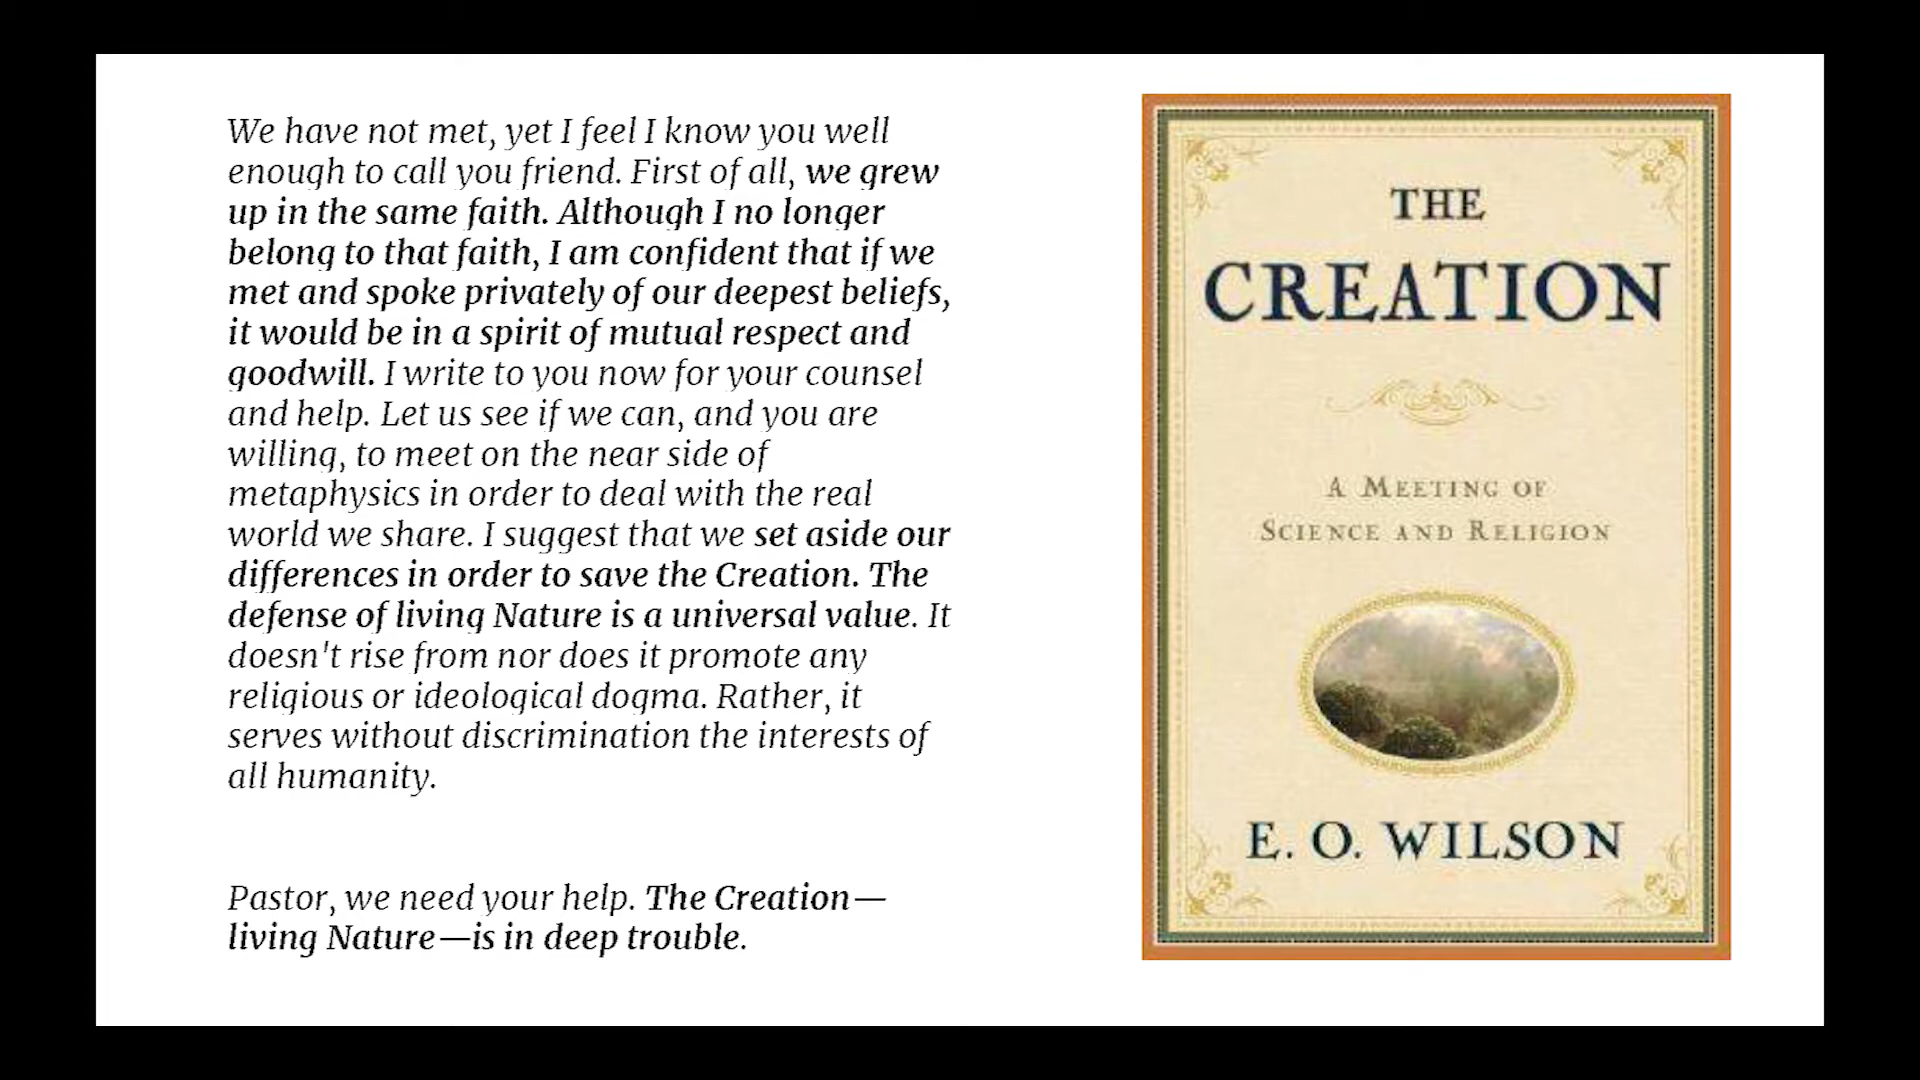 We have not met, yet I feel I know you well
enough to call you friend. First of all, we grew
up in the same faith. Although I no longer
belong to that faith, I am confident that if we
met and spoke privately of our deepest beliefs,
it would be in a spirit of mutual respect and
goodwill. I write to you now for your counsel
and help. Let us see if we can, and you are
willing, to meet on the near side of
metaphysics in order to deal with the real
world we share. I suggest that we set aside our
differences in order to save the Creation. The
defense of living Nature is a universal value. It
doesn't rise from nor does it promote any
religious or ideological dogma. Rather, it
serves without discrimination the interests of
all humanity.
Pastor, we need your help. The Creation—
living Nature—is in deep trouble.
THE
CREATION
A MEETING OF
SCIENCE AND RELIGION
E. O. WILSON